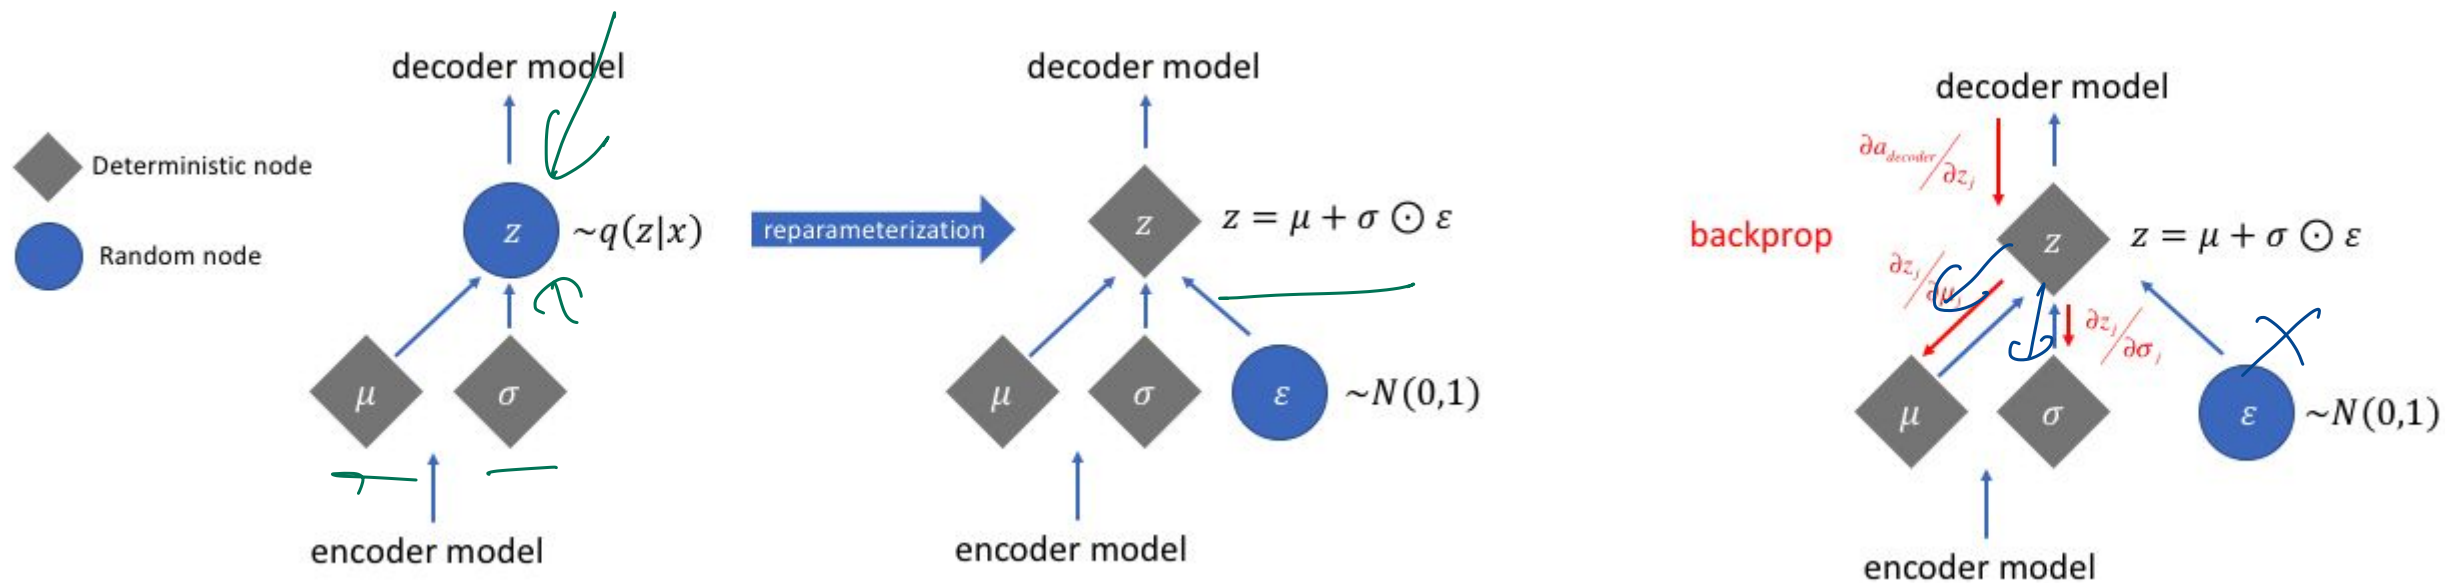 decoder model
Deterministic node
Random node
z
~q(z|x)
μ
σ
encoder model
reparameterization
decoder model
z
z = μ + σ ⊙ ε
μ
σ
ε
~N(0,1)
encoder model
backprop
decoder model
∂a_decoder/∂z_j
z
z = μ + σ ⊙ ε
∂z_j/∂μ_j
∂z_j/∂σ_j
μ
σ
ε
~N(0,1)
encoder model